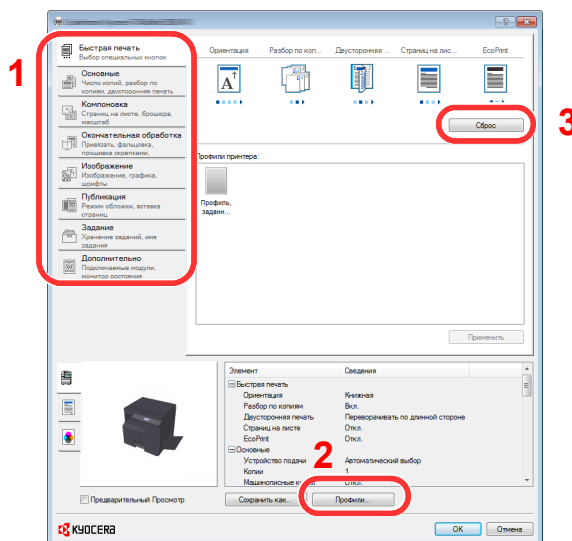 Быстрая печать
Выбор специальных кнопок
Основные
Число копий, разбор по
копиям, двусторонняя печать
Компоновка
Страниц на листе, брошюра,
масштаб
Окончательная обработка
Привязать, фальцовка,
прошивка скрепками,
Изображение
Изображение, графика,
шрифты
Публикация
Режим обложки, вставка
страниц
Задание
Хранение заданий, имя
задания
Дополнительно
Подключаемые модули,
монитор состояния
1
Ориентация Разбор по коп... Двусторонняя ... Страниц на лис... EcoPrint
Сброс
3
Профили принтера:
Профиль,
заданн...
Применить
Элемент Сведения
Быстрая печать
Ориентация Книжная
Разбор по копиям Вкл.
Двусторонняя печать Переворачивать по длинной стороне
Страниц на листе Откл.
EcoPrint Откл.
Основные
Устройство подачи Автоматический выбор
Копии 1
Машинописные Откл.
2
Предварительный Просмотр
Сохранить как... Профили...
KYOCERA
OK Отмена